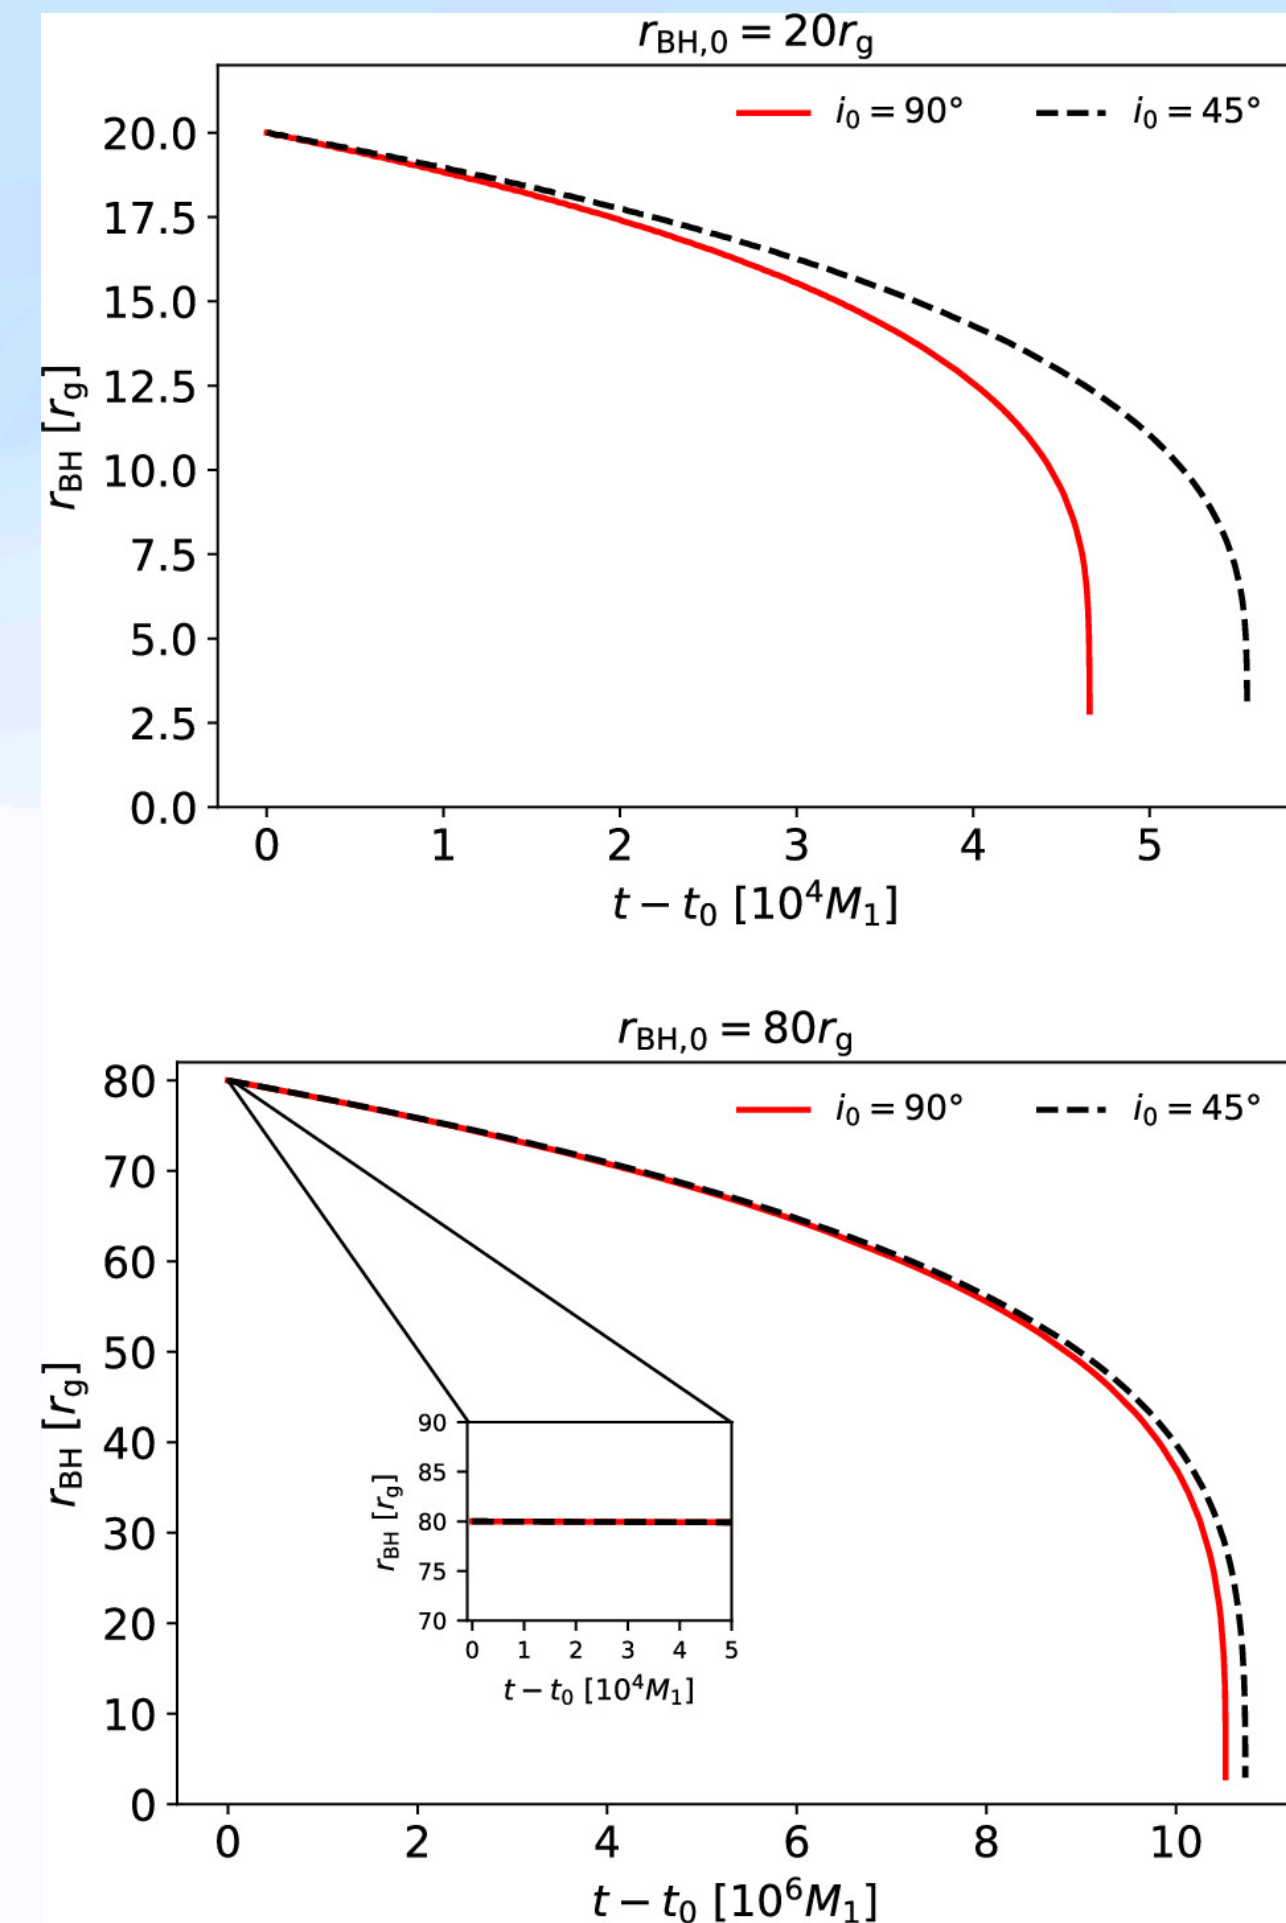 r_BH,0 = 20r_g
i_0 = 90°
i_0 = 45°
20.0
17.5
15.0
12.5
10.0
7.5
5.0
2.5
0.0
r_BH [r_g]
0 1 2 3 4 5
t − t_0 [10^4 M_1]
r_BH,0 = 80r_g
i_0 = 90°
i_0 = 45°
80
70
60
50
40
30
20
10
0
r_BH [r_g]
90
85
80
75
70
r_BH [r_g]
0 1 2 3 4 5
t − t_0 [10^4 M_1]
0 2 4 6 8 10
t − t_0 [10^6 M_1]